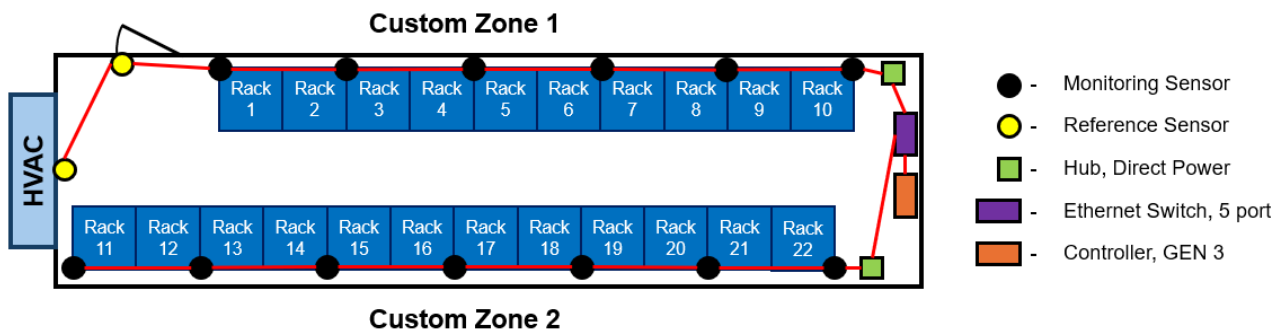 Custom Zone 1
HVAC
Rack 1
Rack 2
Rack 3
Rack 4
Rack 5
Rack 6
Rack 7
Rack 8
Rack 9
Rack 10
Rack 11
Rack 12
Rack 13
Rack 14
Rack 15
Rack 16
Rack 17
Rack 18
Rack 19
Rack 20
Rack 21
Rack 22
Custom Zone 2
- Monitoring Sensor
- Reference Sensor
- Hub, Direct Power
- Ethernet Switch, 5 port
- Controller, GEN 3